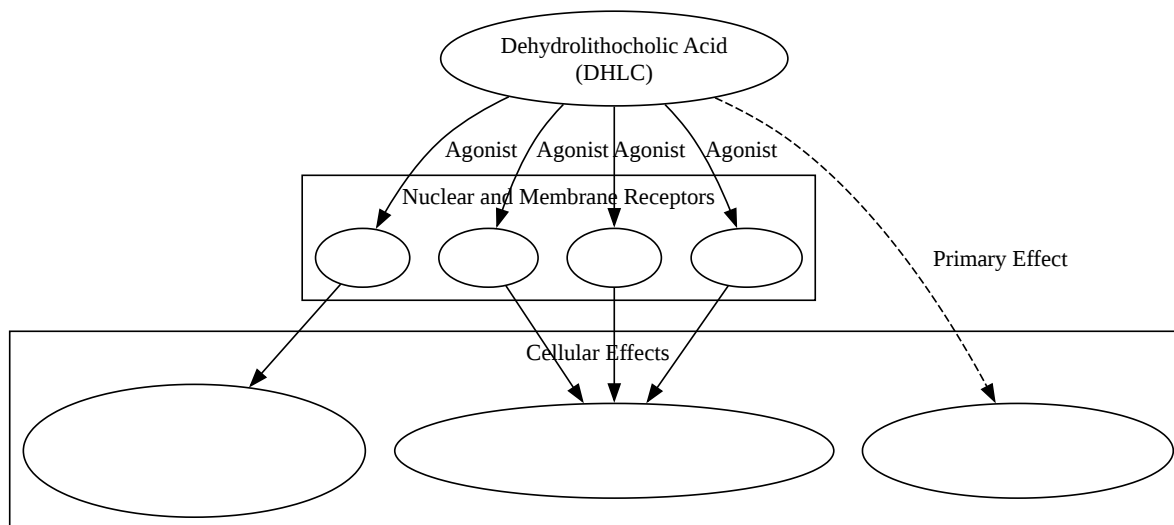 Dehydrolithocholic Acid
(DHLC)
Agonist
Agonist
Agonist
Agonist
Nuclear and Membrane Receptors
Primary Effect
Cellular Effects